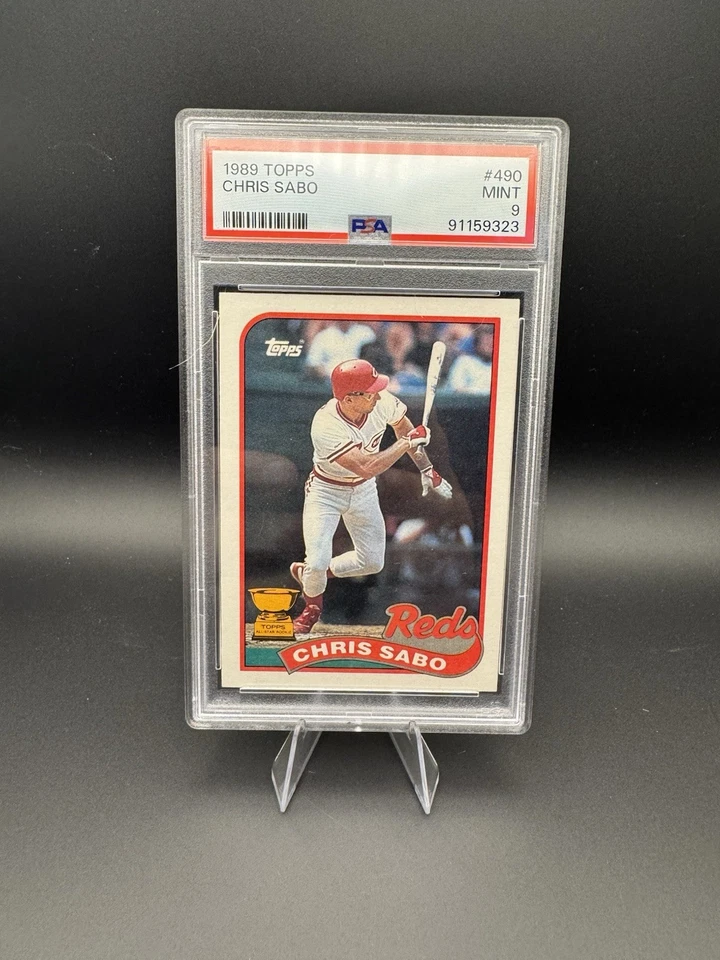 1989 TOPPS #490
CHRIS SABO MINT
9
PSA 91159323
topps
TOPPS
ALL-STAR ROOKIE
Reds
CHRIS SABO